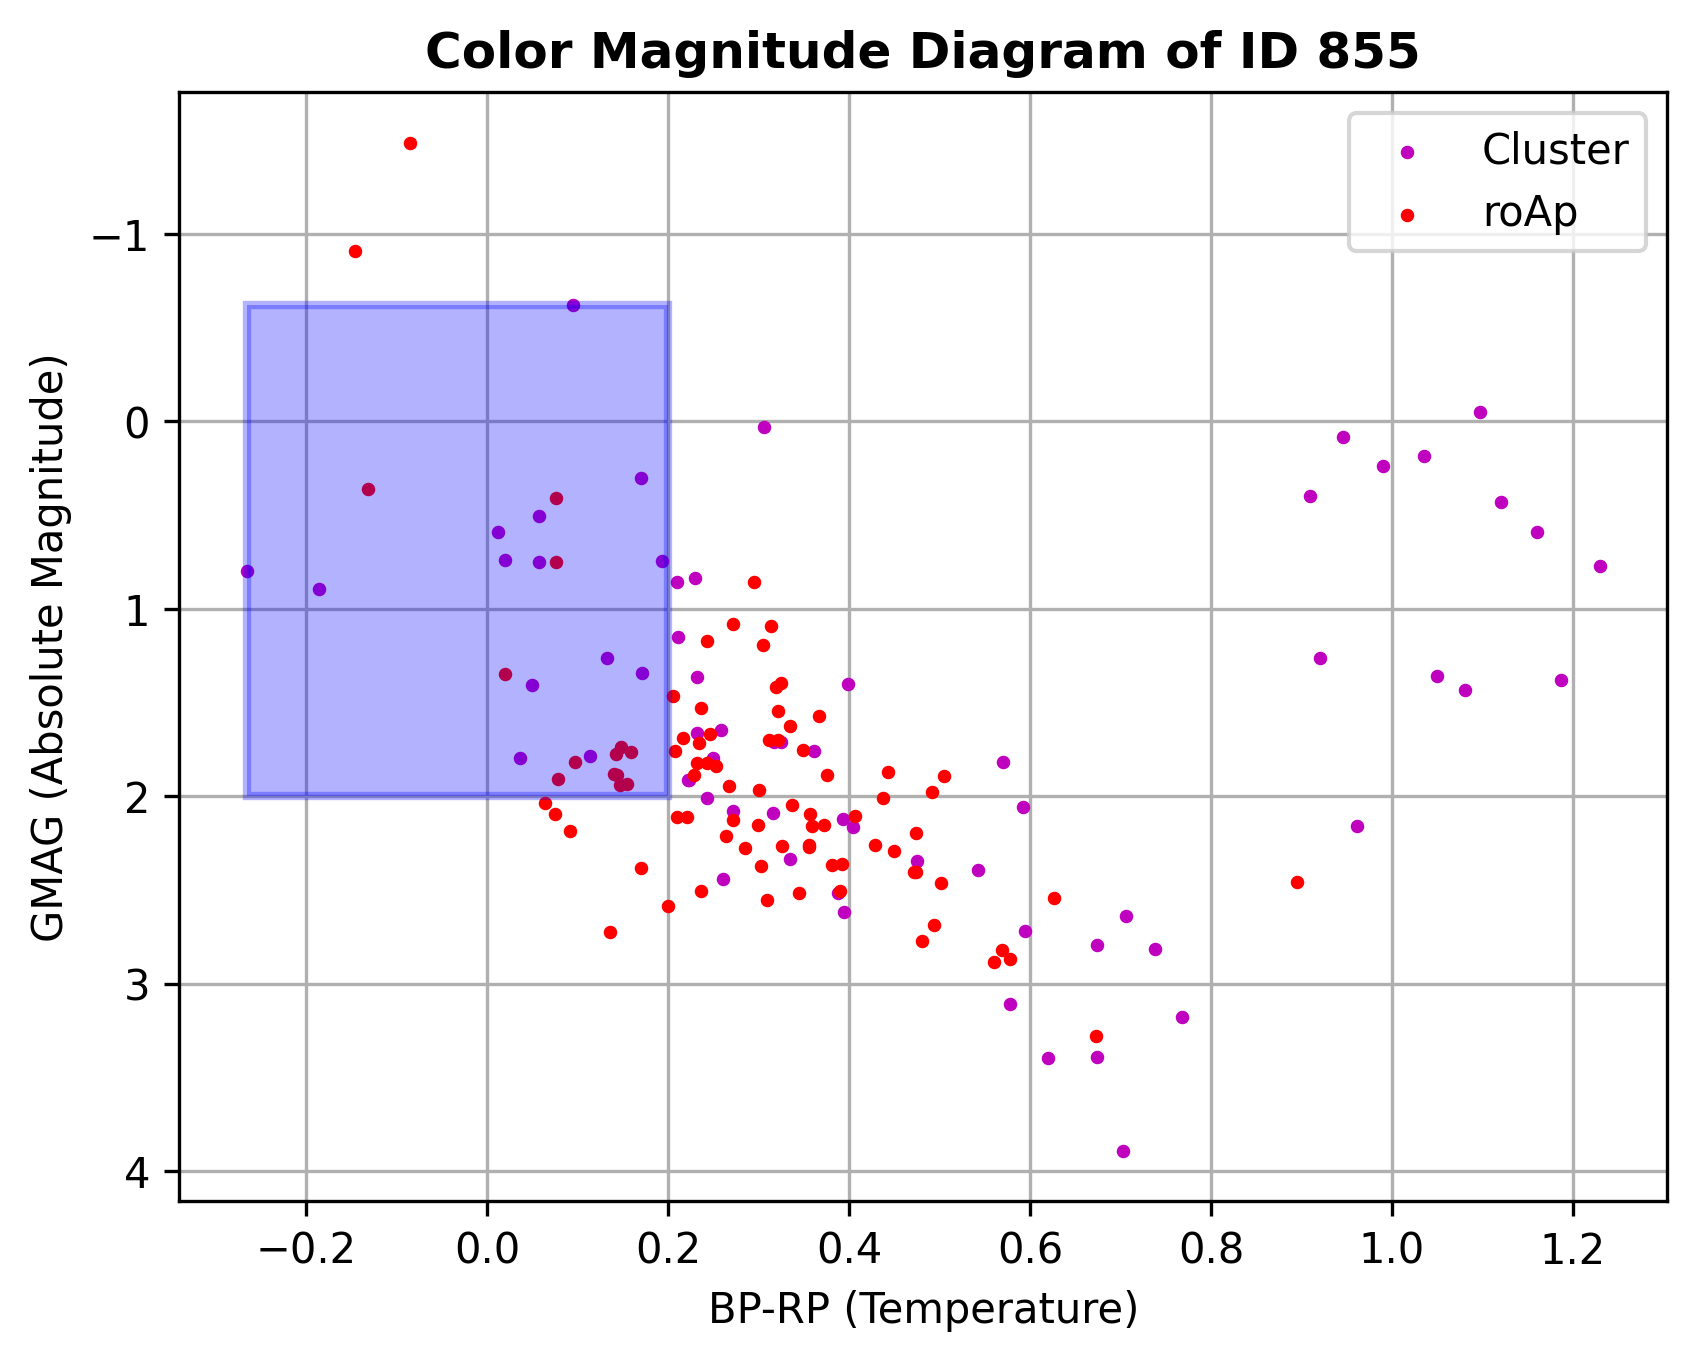 Color Magnitude Diagram of ID 855
Cluster
roAp
GMAG (Absolute Magnitude)
−1
0
1
2
3
4
−0.2 0.0 0.2 0.4 0.6 0.8 1.0 1.2
BP-RP (Temperature)